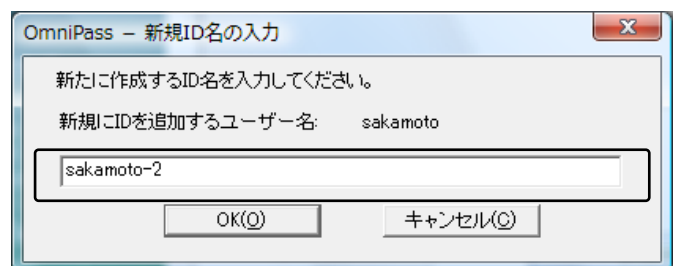 OmniPass － 新規ID名の入力
新たに作成するID名を入力してください。
新規にIDを追加するユーザー名: sakamoto
sakamoto-2
OK(O) キャンセル(C)